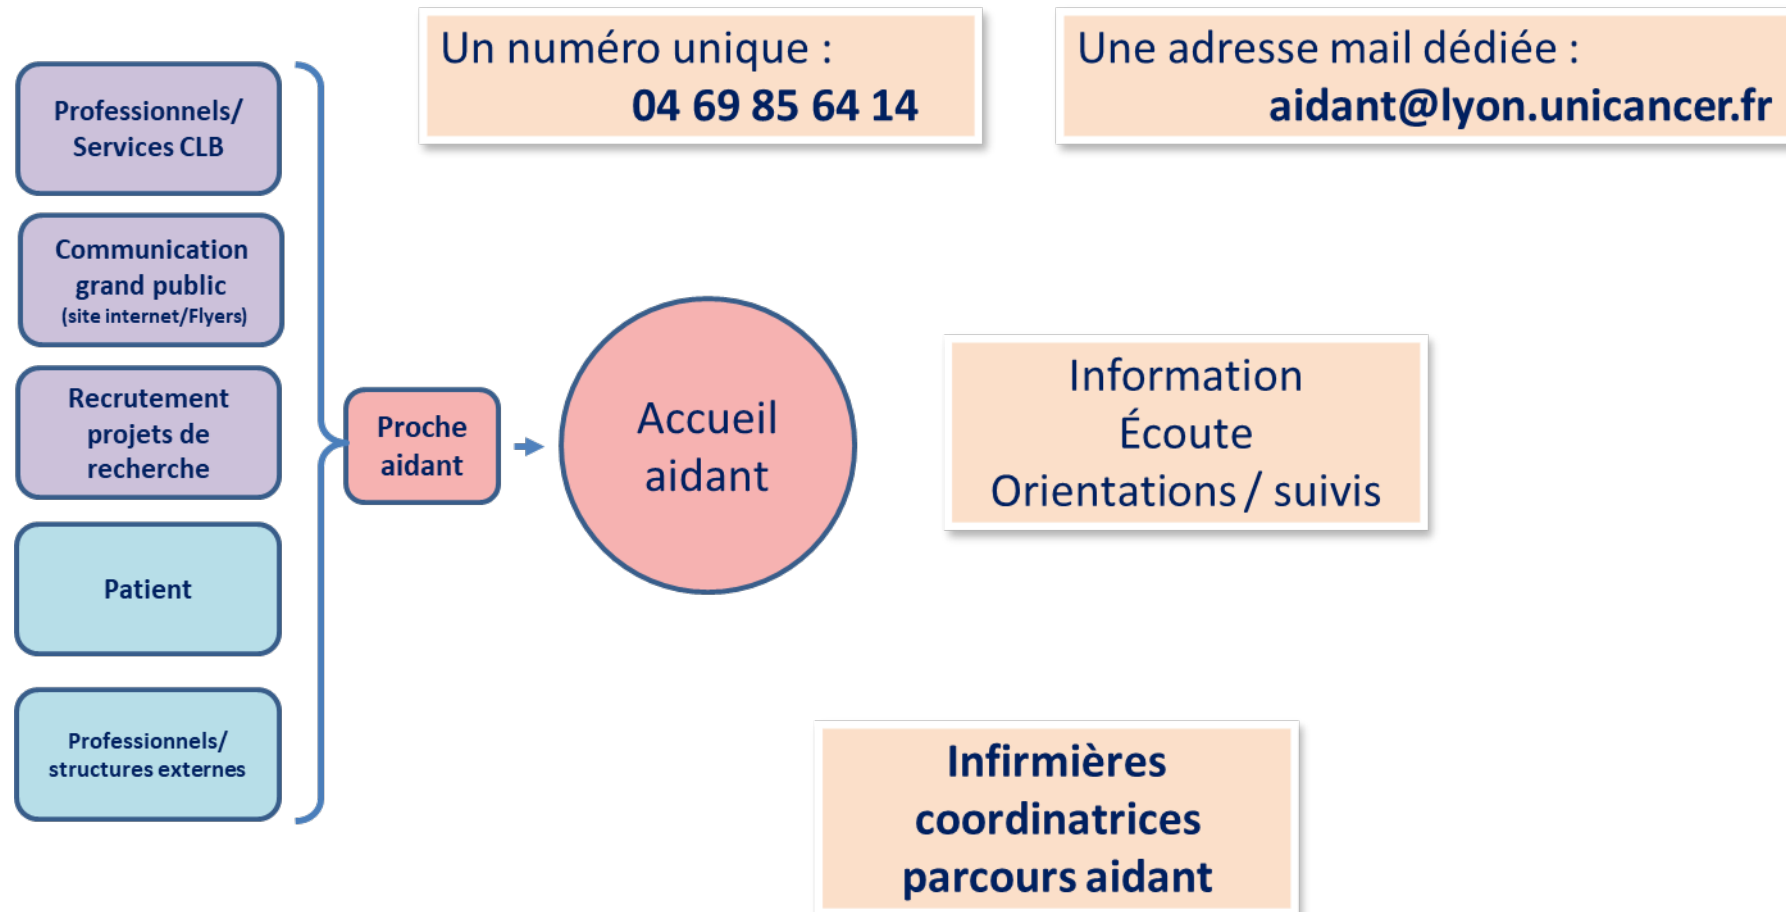 Un numéro unique :
04 69 85 64 14
Une adresse mail dédiée :
aidant@lyon.unicancer.fr
Professionnels/
Services CLB
Communication
grand public
(site internet/Flyers)
Recrutement
projets de
recherche
Patient
Professionnels/
structures externes
Proche
aidant
Accueil
aidant
Information
Écoute
Orientations / suivis
Infirmières
coordinatrices
parcours aidant